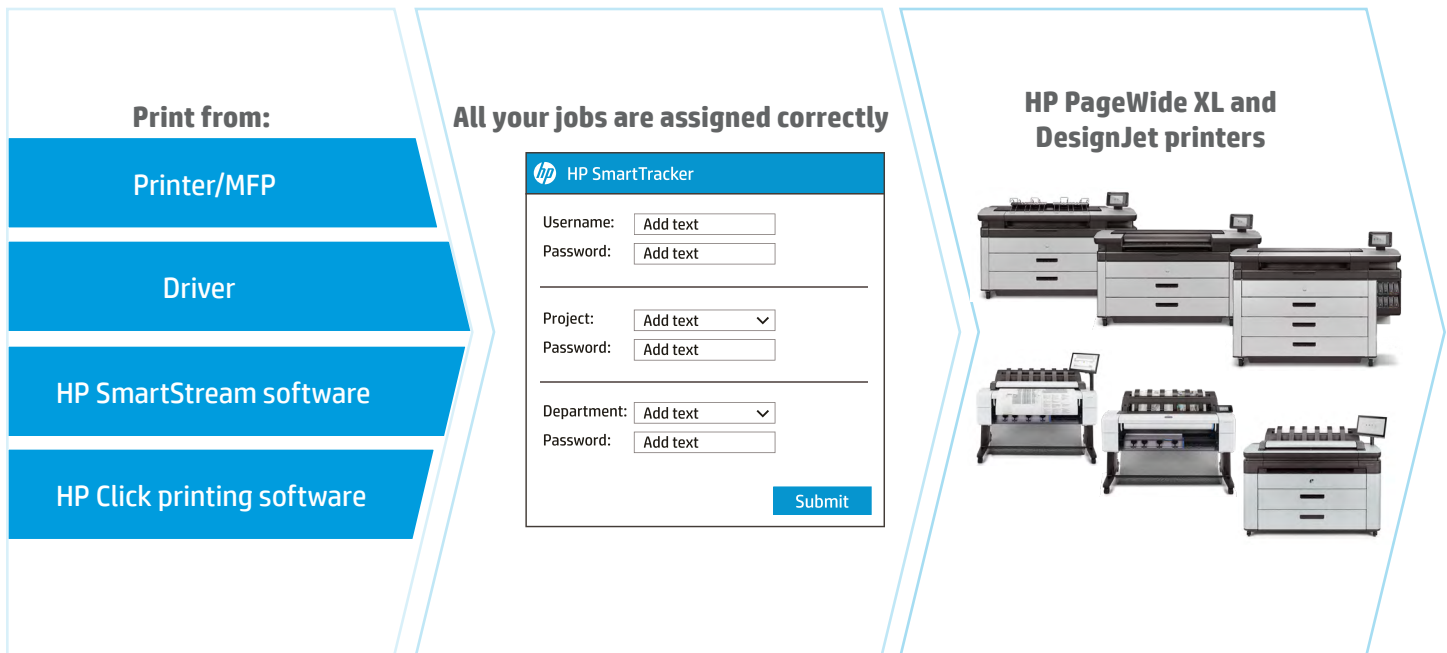 Print from:
Printer/MFP
Driver
HP SmartStream software
HP Click printing software
All your jobs are assigned correctly
hp HP SmartTracker
Username: Add text
Password: Add text
Project: Add text
Password: Add text
Department: Add text
Password: Add text
Submit
HP PageWide XL and
DesignJet printers